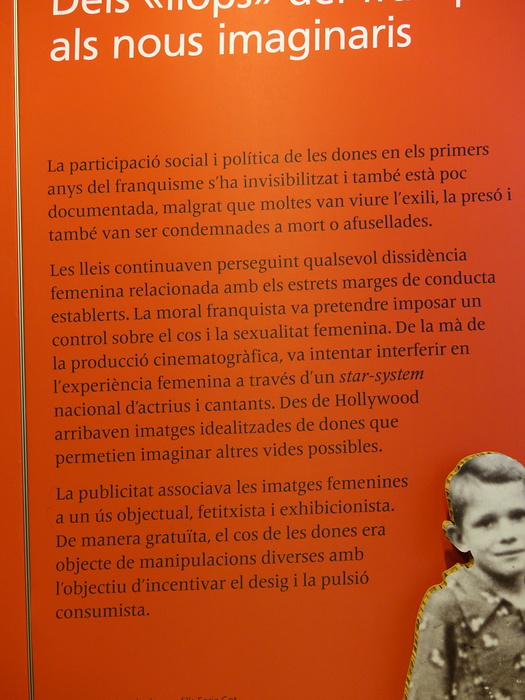 Dels «llops» del
als nous imaginaris
La participació social i política de les dones en els primers
anys del franquisme s'ha invisibilitzat i també està poc
documentada, malgrat que moltes van viure l'exili, la presó i
també van ser condemnades a mort o afusellades.
Les lleis continuaven perseguint qualsevol dissidència
femenina relacionada amb els estrets marges de conducta
establerts. La moral franquista va pretendre imposar un
control sobre el cos i la sexualitat femenina. De la mà de
la producció cinematogràfica, va intentar interferir en
l'experiència femenina a través d'un star-system
nacional d'actrius i cantants. Des de Hollywood
arribaven imatges idealitzades de dones que
permetien imaginar altres vides possibles.
La publicitat associava les imatges femenines
a un ús objectual, fetitxista i exhibicionista.
De manera gratuïta, el cos de les dones era
objecte de manipulacions diverses amb
l'objectiu d'incentivar el desig i la pulsió
consumista.